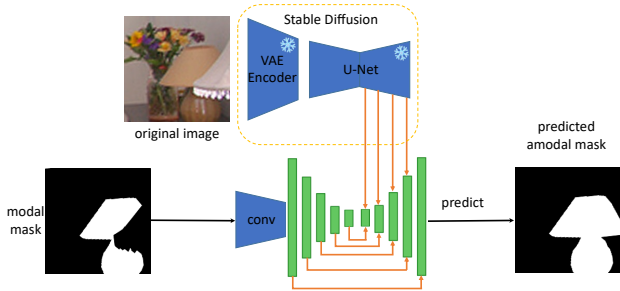 Stable Diffusion
VAE
Encoder
U-Net
original image
predicted
amodal mask
modal
mask
conv
predict